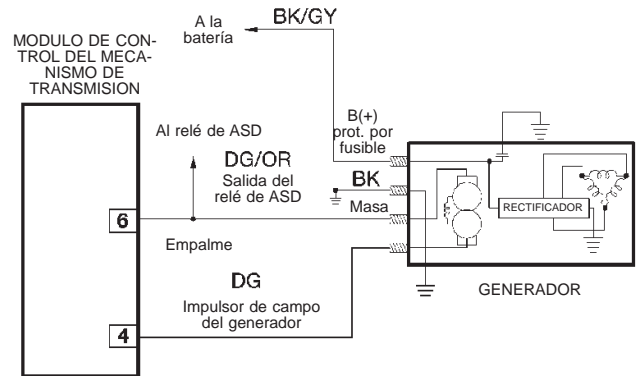 MODULO DE CON-
TROL DEL MECA-
NISMO DE
TRANSMISION
A la
batería
BK/GY
Al relé de ASD
DG/OR
Salida del
relé de ASD
B(+)
prot. por
fusible
BK
Masa
6
Empalme
DG
Impulsor de campo
del generador
4
RECTIFICADOR
GENERADOR